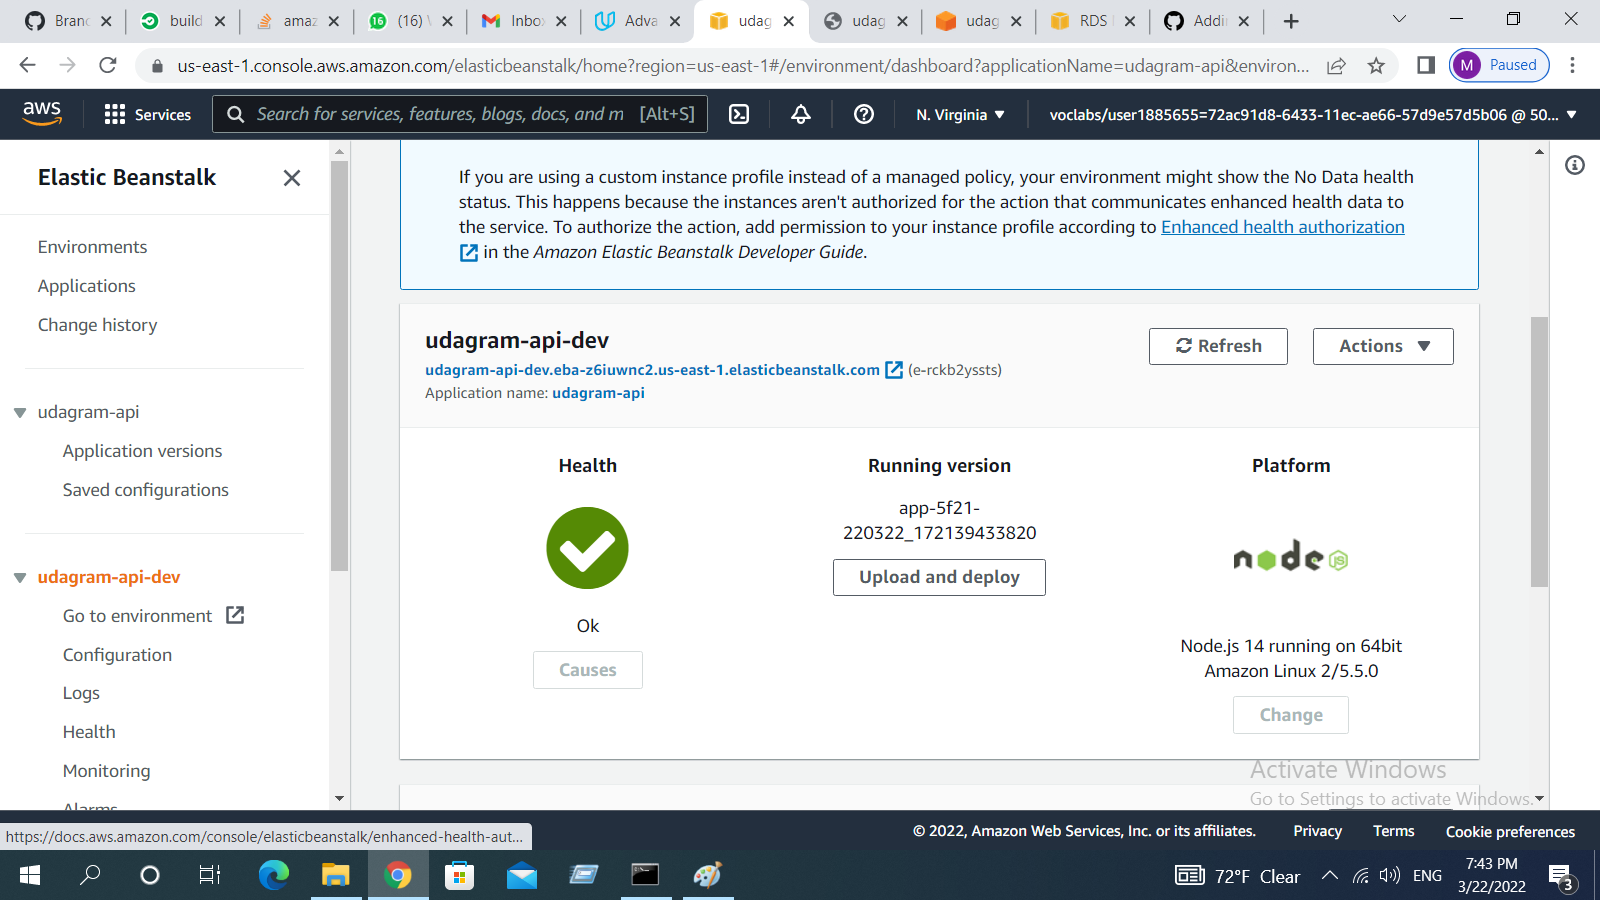 Bran
build
amaz
(16)
Inbo
Adva
udag
udag
udag
RDS
Addi
us-east-1.console.aws.amazon.com/elasticbeanstalk/home?region=us-east-1#/environment/dashboard?applicationName=udagram-api&environ...
M Paused
aws
Services
Search for services, features, blogs, docs, and m [Alt+S]
N. Virginia
voclabs/user1885655=72ac91d8-6433-11ec-ae66-57d9e57d5b06 @ 50...
Elastic Beanstalk
Environments
Applications
Change history
udagram-api
Application versions
Saved configurations
udagram-api-dev
Go to environment
Configuration
Logs
Health
Monitoring
Alarms
If you are using a custom instance profile instead of a managed policy, your environment might show the No Data health
status. This happens because the instances aren't authorized for the action that communicates enhanced health data to
the service. To authorize the action, add permission to your instance profile according to Enhanced health authorization
in the Amazon Elastic Beanstalk Developer Guide.
udagram-api-dev
udagram-api-dev.eba-z6iuwnc2.us-east-1.elasticbeanstalk.com (e-rckb2yssts)
Application name: udagram-api
Refresh
Actions
Health
Ok
Causes
Running version
app-5f21-
220322_172139433820
Upload and deploy
Platform
node JS
Node.js 14 running on 64bit
Amazon Linux 2/5.5.0
Change
Activate Windows
Go to Settings to activate Windows.
https://docs.aws.amazon.com/console/elasticbeanstalk/enhanced-health-aut...
© 2022, Amazon Web Services, Inc. or its affiliates.
Privacy
Terms
Cookie preferences
72°F Clear
ENG
7:43 PM
3/22/2022
3